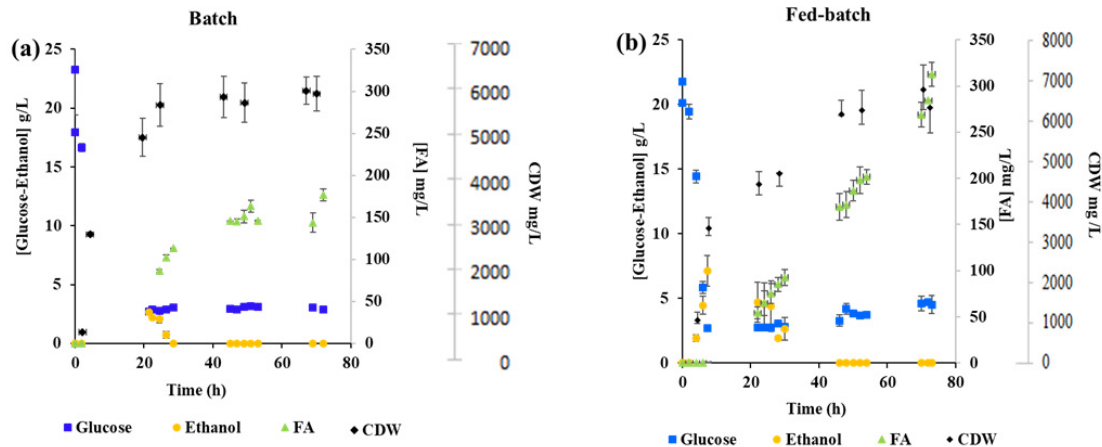 Batch
(a)
25
20
15
10
5
0
[Glucose-Ethanol] g/L
350
300
250
200
150
100
50
0
[FA] mg/L
7000
6000
5000
4000
3000
2000
1000
0
CDW mg/L
0 20 40 60 80
Time (h)
Glucose Ethanol FA CDW
Fed-batch
(b)
25
20
15
10
5
0
[Glucose-Ethanol] g/L
350
300
250
200
150
100
50
0
[FA] mg/L
8000
7000
6000
5000
4000
3000
2000
1000
0
CDW mg/L
0 20 40 60 80
Time (h)
Glucose Ethanol FA CDW